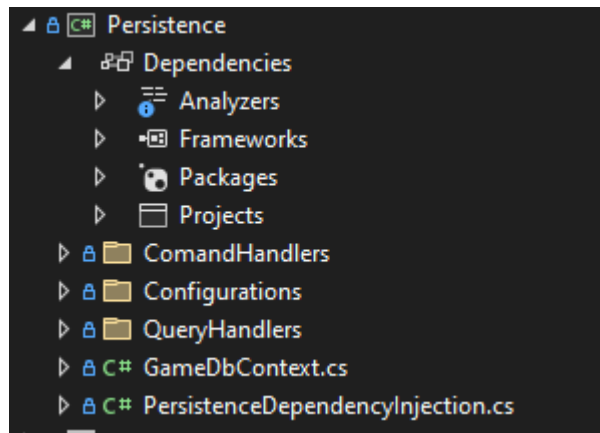 C# Persistence
Dependencies
Analyzers
Frameworks
Packages
Projects
ComandHandlers
Configurations
QueryHandlers
C# GameDbContext.cs
C# PersistenceDependencyInjection.cs